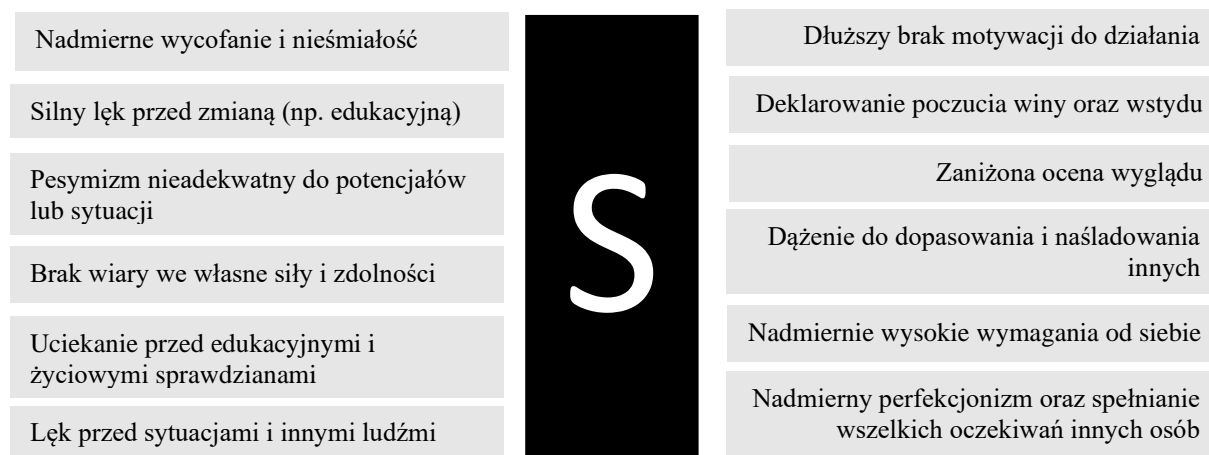 Nadmierne wycofanie i nieśmiałość
Silny lęk przed zmianą (np. edukacyjną)
Pesymizm nieadekwatny do potencjałów
lub sytuacji
Brak wiary we własne siły i zdolności
Uciekanie przed edukacyjnymi i
życiowymi sprawdzianami
Lęk przed sytuacjami i innymi ludźmi
S
Dłuższy brak motywacji do działania
Deklarowanie poczucia winy oraz wstydu
Zaniżona ocena wyglądu
Dążenie do dopasowania i naśladowania
innych
Nadmiernie wysokie wymagania od siebie
Nadmierny perfekcjonizm oraz spełnianie
wszelkich oczekiwań innych osób